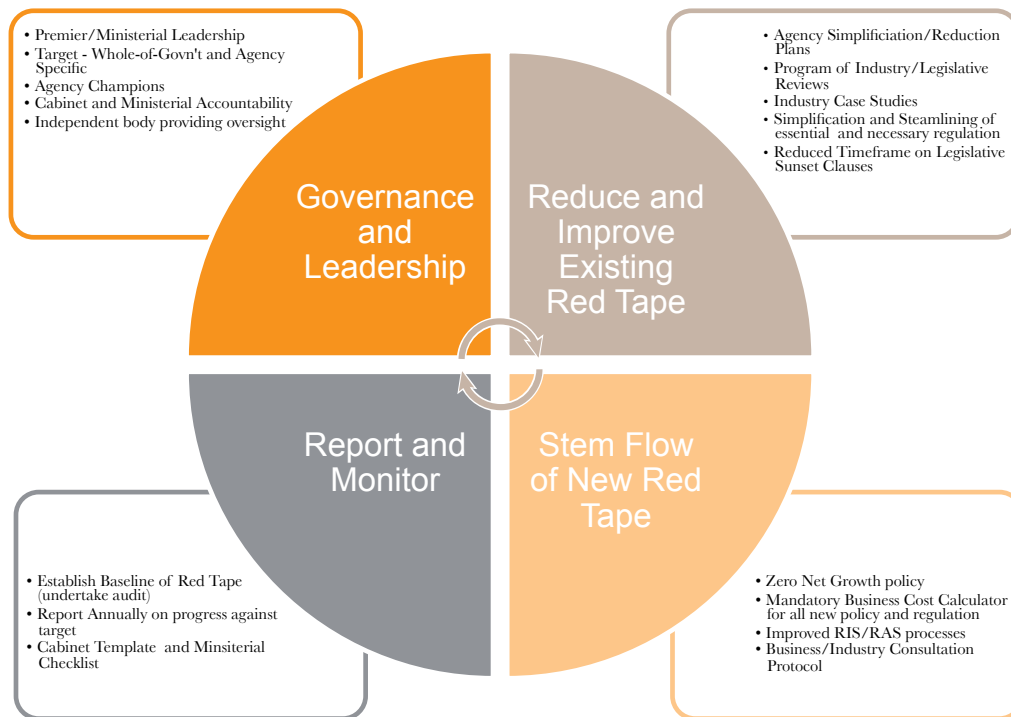 • Premier/Ministerial Leadership
• Target - Whole-of-Govn't and Agency
Specific
• Agency Champions
• Cabinet and Ministerial Accountability
• Independent body providing oversight
• Agency Simplificiation/Reduction
Plans
• Program of Industry/Legislative
Reviews
• Industry Case Studies
• Simplification and Steamlining of
essential and necessary regulation
• Reduced Timeframe on Legislative
Sunset Clauses
Governance
and
Leadership
Reduce and
Improve
Existing
Red Tape
Report and
Monitor
Stem Flow
of New Red
Tape
• Establish Baseline of Red Tape
(undertake audit)
• Report Annually on progress against
target
• Cabinet Template and Minsiterial
Checklist
• Zero Net Growth policy
• Mandatory Business Cost Calculator
for all new policy and regulation
• Improved RIS/RAS processes
• Business/Industry Consultation
Protocol